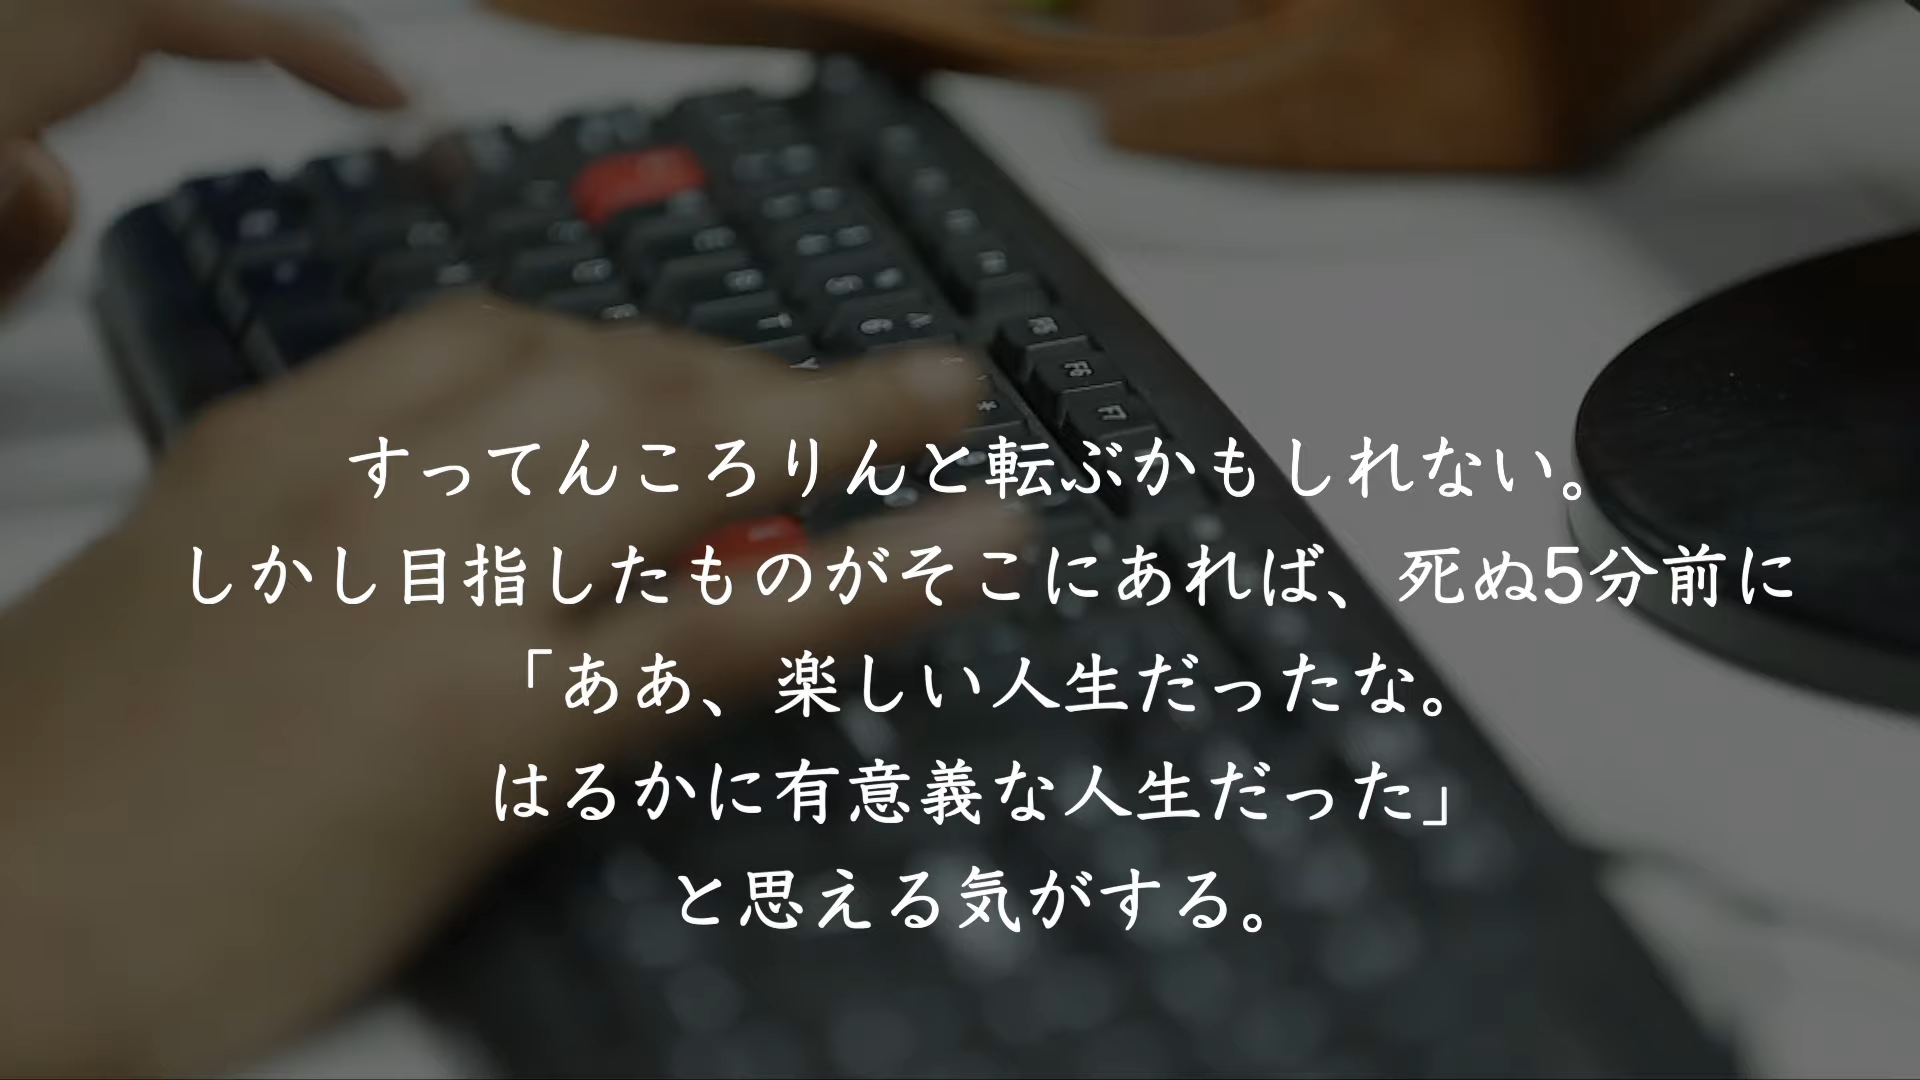 すってんころりんと転ぶかもしれない。
しかし目指したものがそこにあれば、死ぬ5分前に
「ああ、楽しい人生だったな。
はるかに有意義な人生だった」
と思える気がする。
F5
F6
F7
T
Y
*